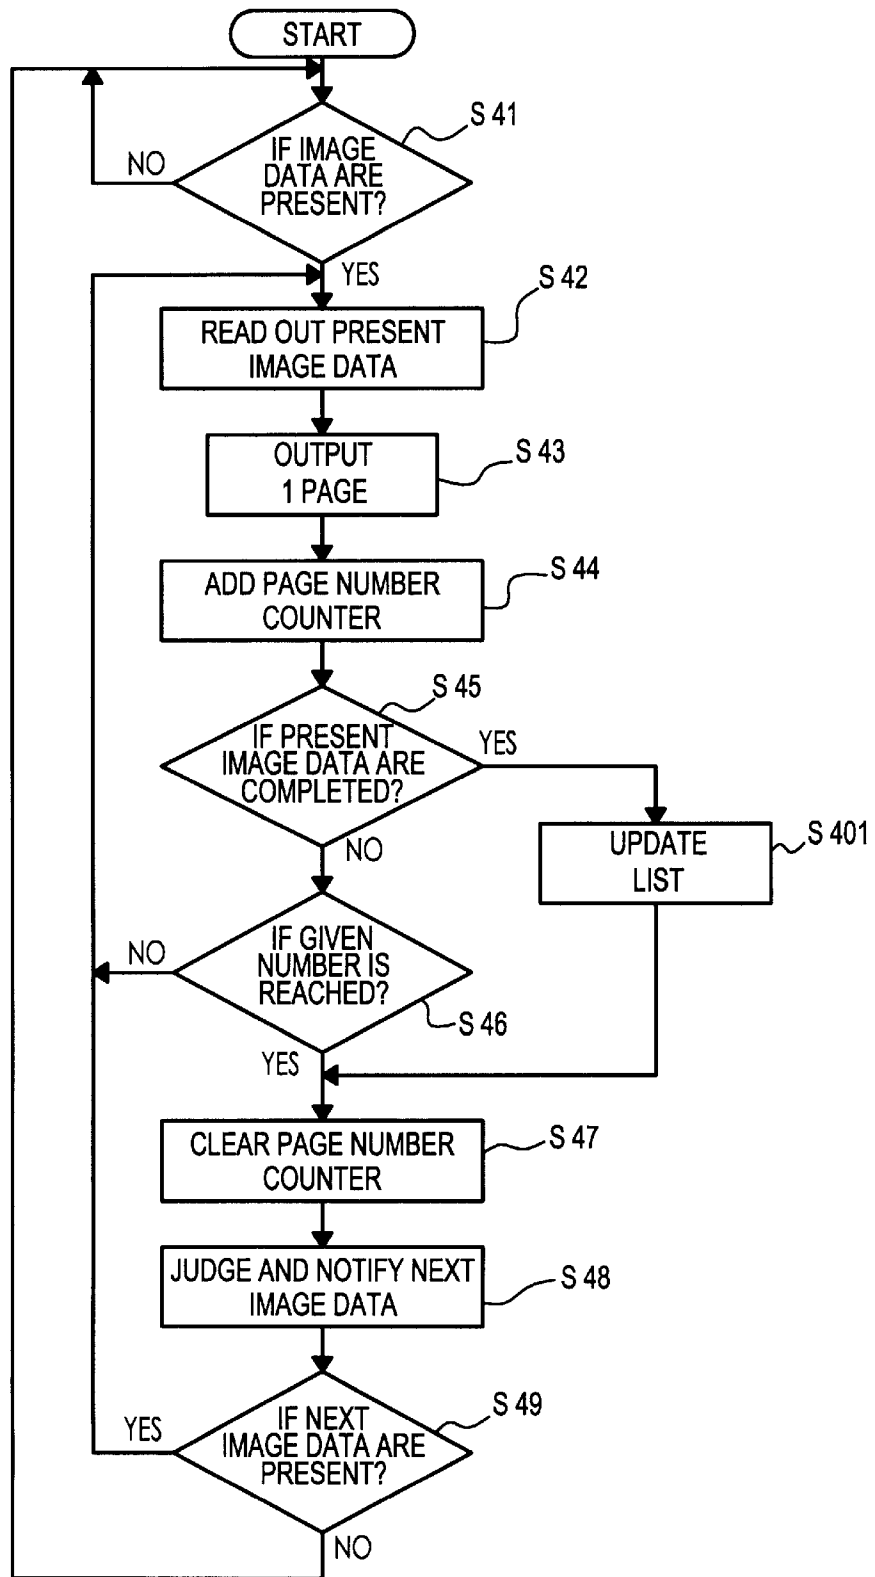 START
S 41
IF IMAGE
DATA ARE
PRESENT?
NO
YES
S 42
READ OUT PRESENT
IMAGE DATA
S 43
OUTPUT
1 PAGE
S 44
ADD PAGE NUMBER
COUNTER
S 45
IF PRESENT
IMAGE DATA ARE
COMPLETED?
YES
NO
UPDATE
LIST
S 401
IF GIVEN
NUMBER IS
REACHED?
NO
S 46
YES
CLEAR PAGE NUMBER
COUNTER
S 47
JUDGE AND NOTIFY NEXT
IMAGE DATA
S 48
S 49
IF NEXT
IMAGE DATA ARE
PRESENT?
YES
NO